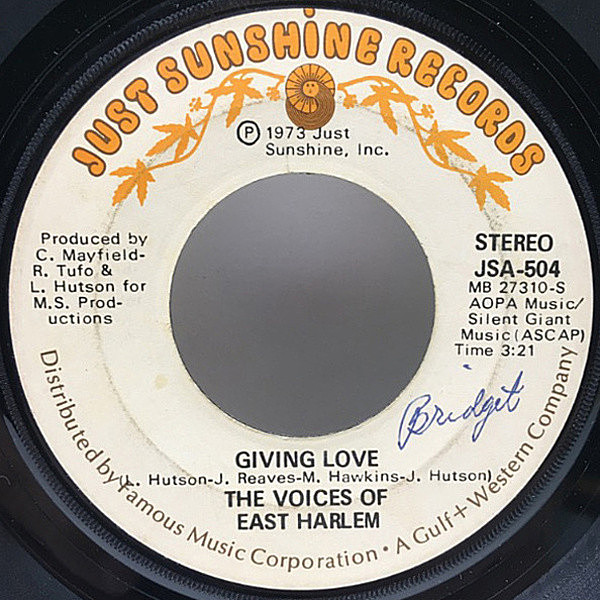 JUST SUNSHINE RECORDS
Ⓟ 1973 Just
Sunshine, Inc.
Produced by
C. Mayfield-
R. Tufo &
L. Hutson for
M.S. Prod-
uctions
STEREO
JSA-504
MB 27310-S
AOPA Music/
Silent Giant
Music (ASCAP)
Time 3:21
Bridget
GIVING LOVE
(L. Hutson-J. Reaves-M. Hawkins-J. Hutson)
THE VOICES OF
EAST HARLEM
Distributed by Famous Music Corporation • A Gulf + Western Company